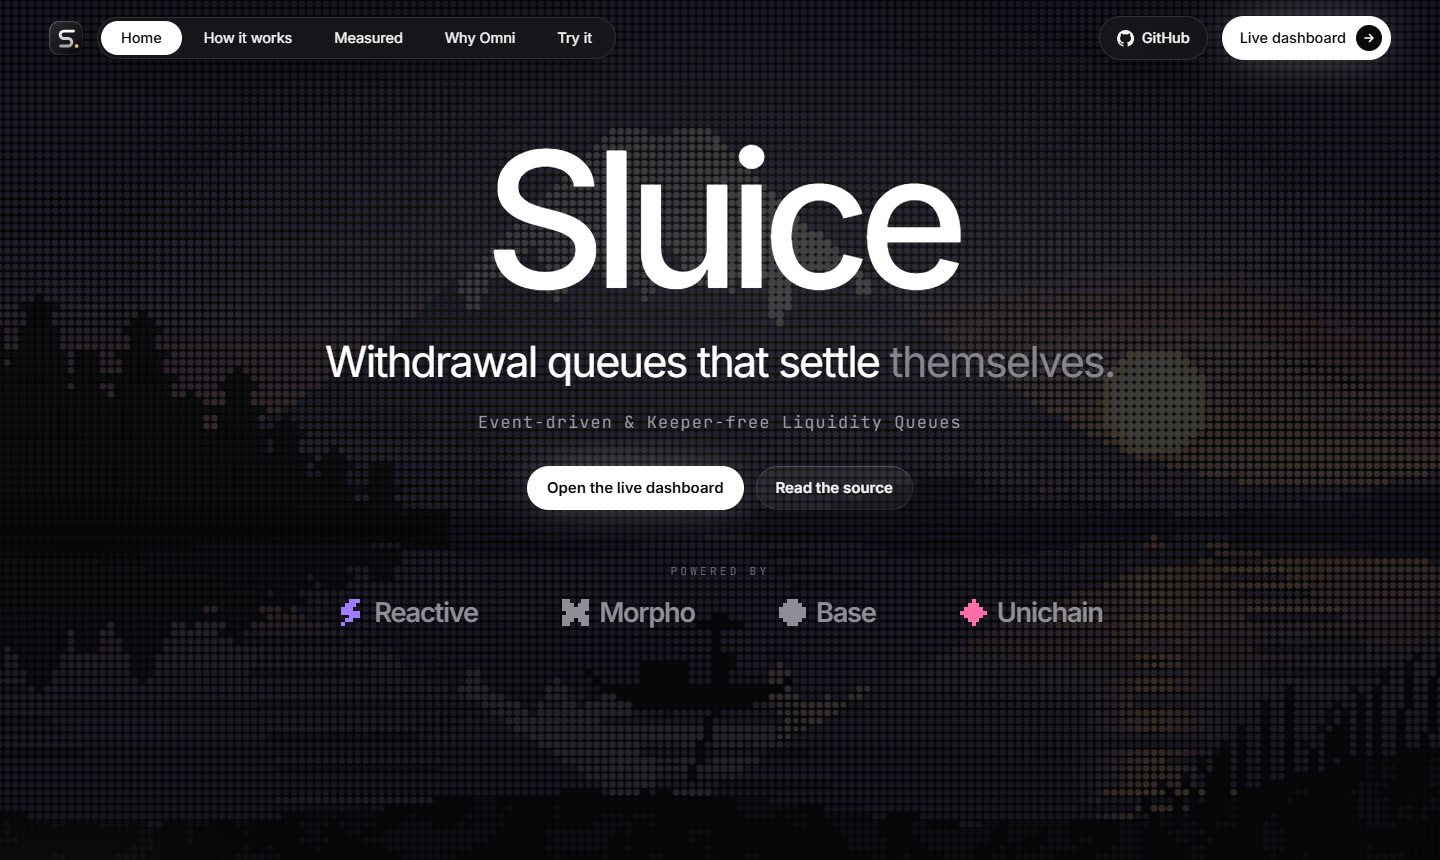 S.
Home
How it works
Measured
Why Omni
Try it
GitHub
Live dashboard
Sluice
Withdrawal queues that settle themselves.
Event-driven & Keeper-free Liquidity Queues
Open the live dashboard
Read the source
POWERED BY
Reactive
Morpho
Base
Unichain